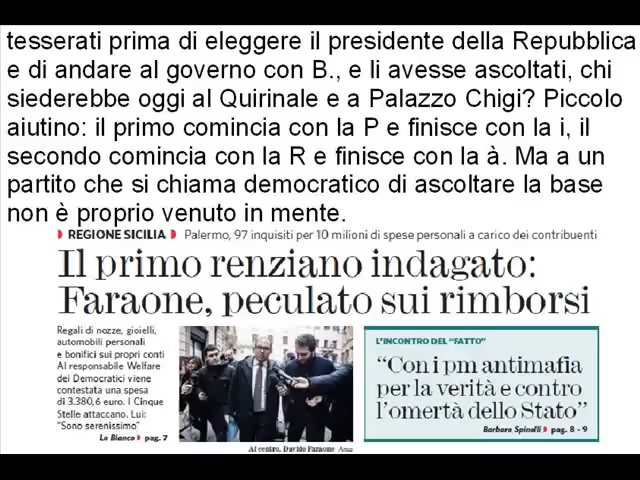 tesserati prima di eleggere il presidente della Repubblica
e di andare al governo con B., e li avesse ascoltati, chi
siederebbe oggi al Quirinale e a Palazzo Chigi? Piccolo
aiutino: il primo comincia con la P e finisce con la i, il
secondo comincia con la R e finisce con la à. Ma a un
partito che si chiama democratico di ascoltare la base
non è proprio venuto in mente.
REGIONE SICILIA Palermo, 97 inquisiti per 10 milioni di spese personali a carico dei contribuenti
Il primo renziano indagato:
Faraone, peculato sui rimborsi
Regali di nozze, gioielli,
automobili personali
e bonifici sui propri conti
Al responsabile Welfare
dei Democratici viene
contestata una spesa
di 3.380,6 euro. I Cinque
Stelle attaccano. Lui:
"Sono serenissimo"
Lo Bianco pag. 7
Al centro, Davide Faraone Ansa
L'INCONTRO DEL "FATTO"
"Con i pm antimafia
per la verità e contro
l'omertà dello Stato"
Barbara Spinelli pag. 8 - 9